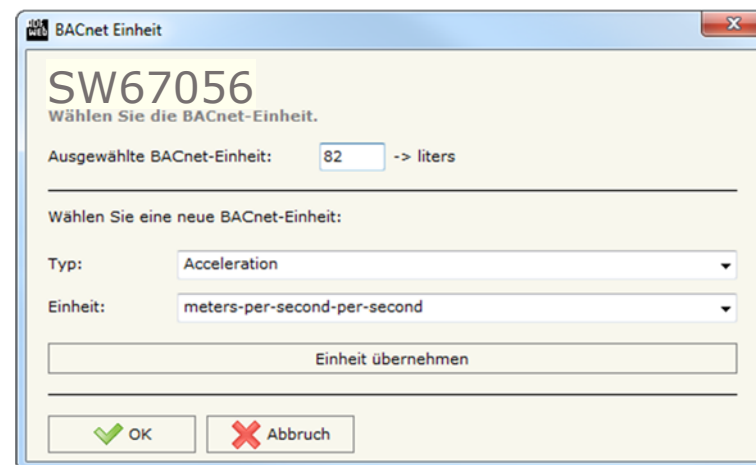 BACnet Einheit
SW67056
Wählen Sie die BACnet-Einheit.
Ausgewählte BACnet-Einheit: 82 -> liters
Wählen Sie eine neue BACnet-Einheit:
Typ: Acceleration
Einheit: meters-per-second-per-second
Einheit übernehmen
OK Abbruch